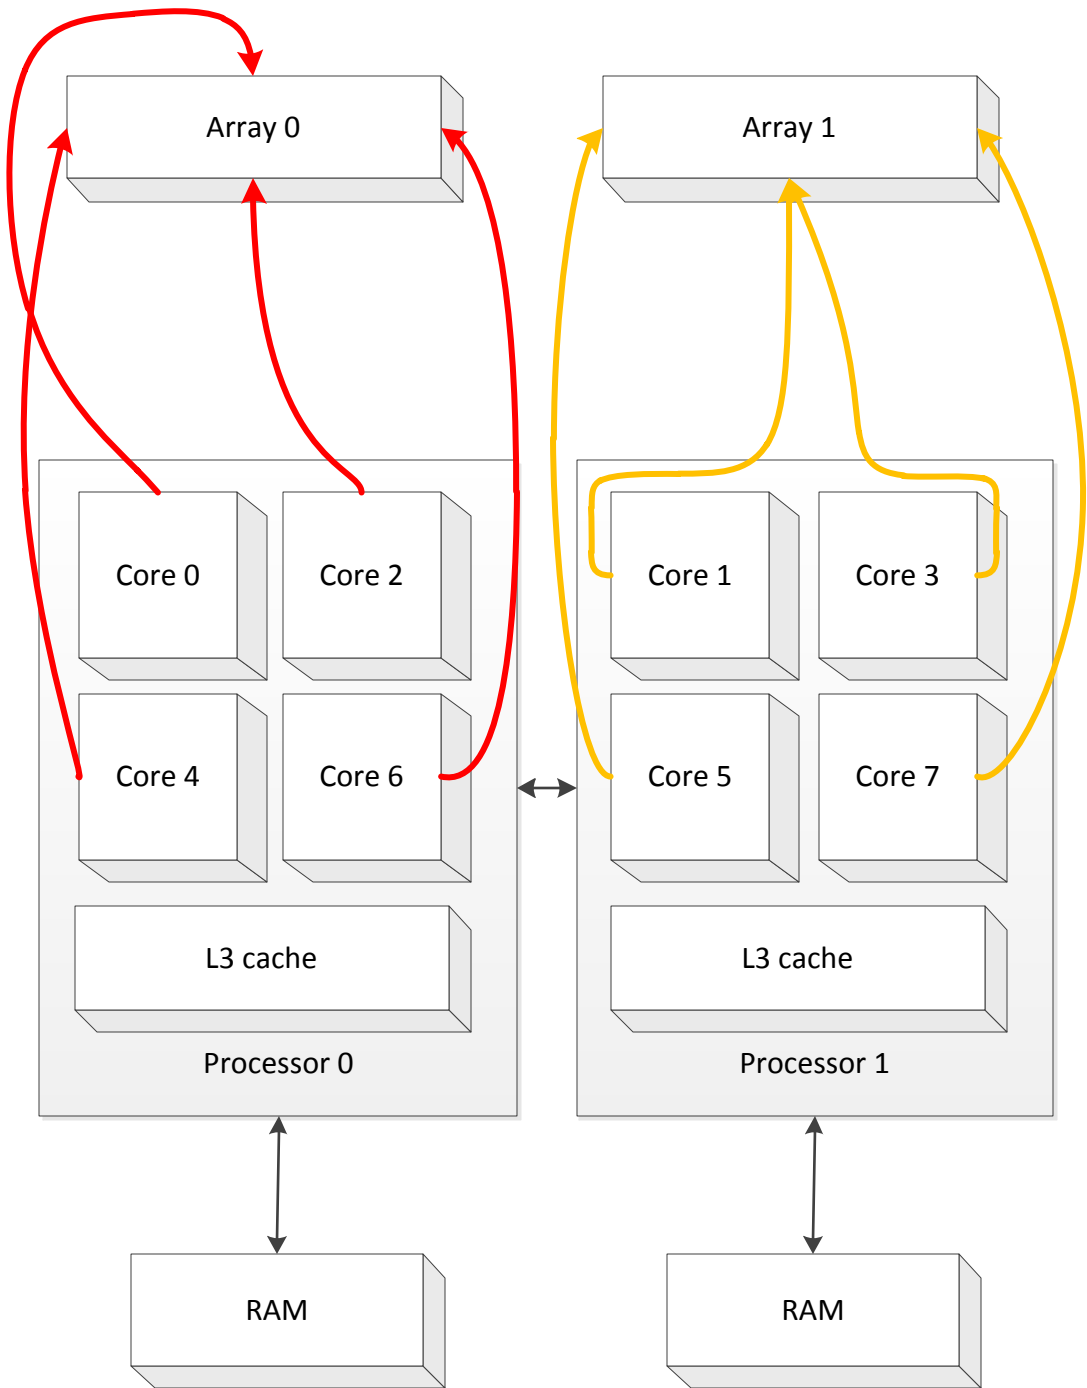 Array 0
Array 1
Core 0
Core 2
Core 1
Core 3
Core 4
Core 6
Core 5
Core 7
L3 cache
L3 cache
Processor 0
Processor 1
RAM
RAM